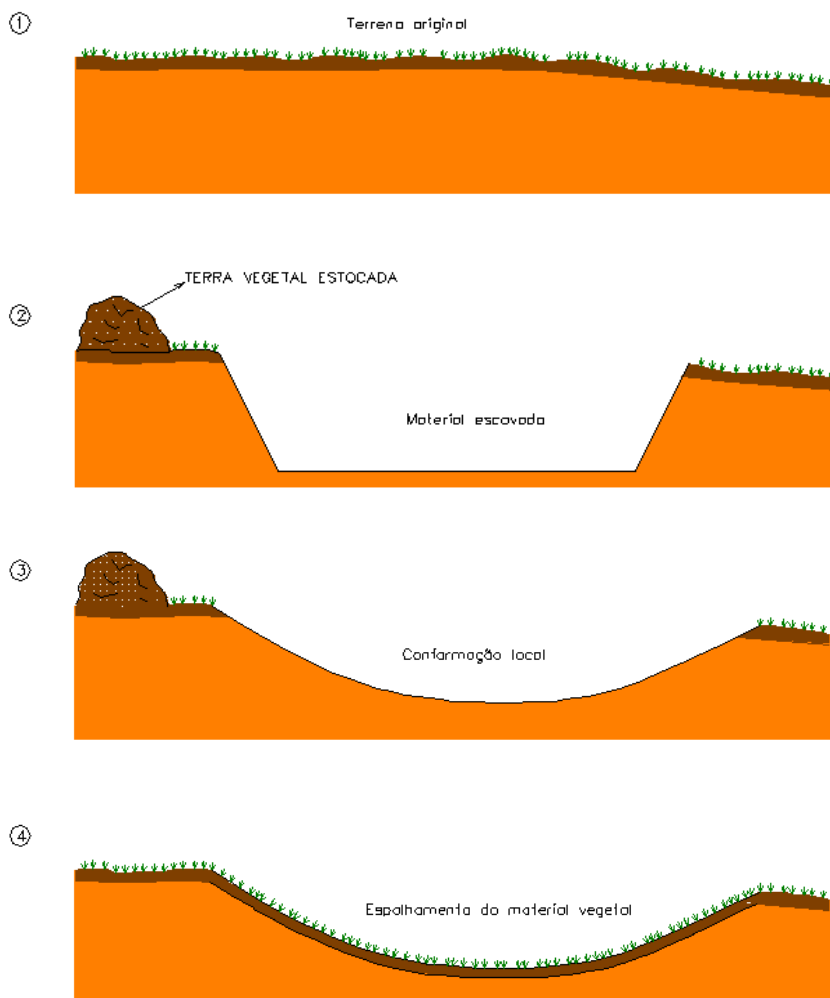 1
Terreno original
2
TERRA VEGETAL ESTOCADA
Material escavado
3
Conformação local
4
Espalhamento do material vegetal